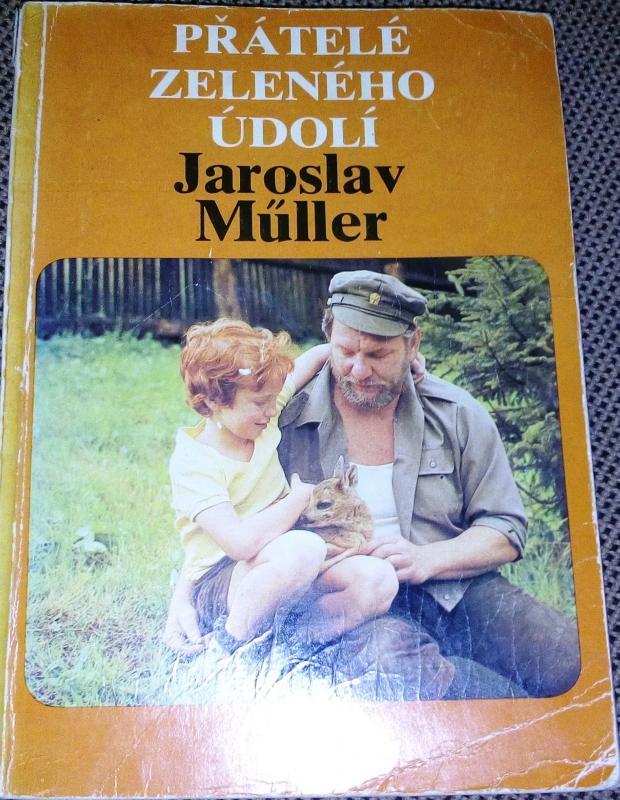 PŘÁTELÉ
ZELENÉHO
ÚDOLÍ
Jaroslav
Műller